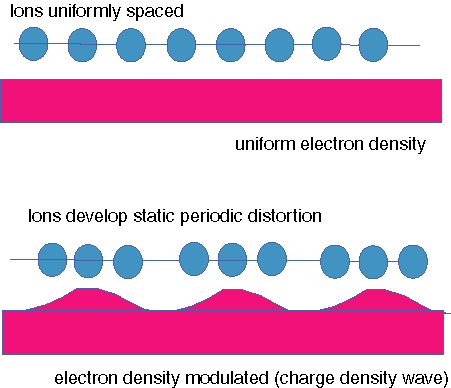 Ions uniformly spaced
uniform electron density
Ions develop static periodic distortion
electron density modulated (charge density wave)